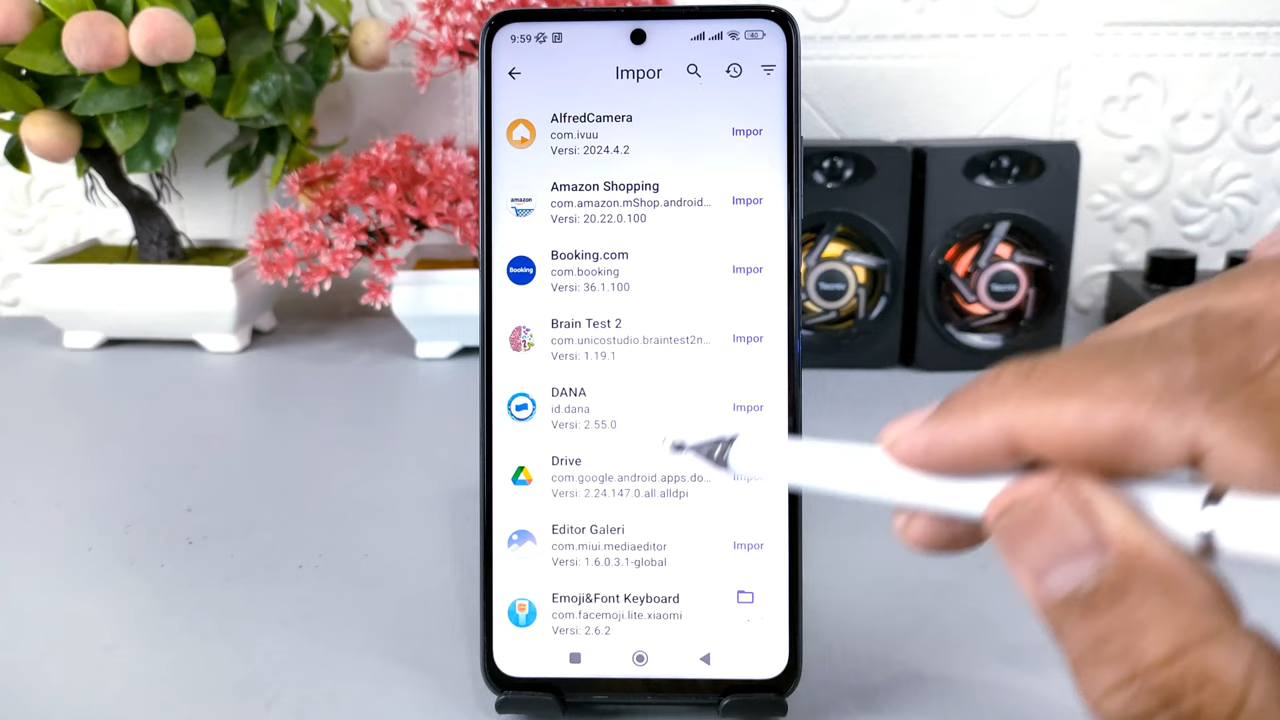 9:59
40
Impor
AlfredCamera
com.ivuu
Versi: 2024.4.2
Impor
amazon
Amazon Shopping
com.amazon.mShop.android...
Versi: 20.22.0.100
Impor
Booking
Booking.com
com.booking
Versi: 36.1.100
Impor
Brain Test 2
com.unicostudio.braintest2n...
Versi: 1.19.1
Impor
DANA
id.dana
Versi: 2.55.0
Impor
Drive
com.google.android.apps.do...
Versi: 2.24.147.0.all.alldpi
Impor
Editor Galeri
com.miui.mediaeditor
Versi: 1.6.0.3.1-global
Impor
Emoji&Font Keyboard
com.facemoji.lite.xiaomi
Versi: 2.6.2